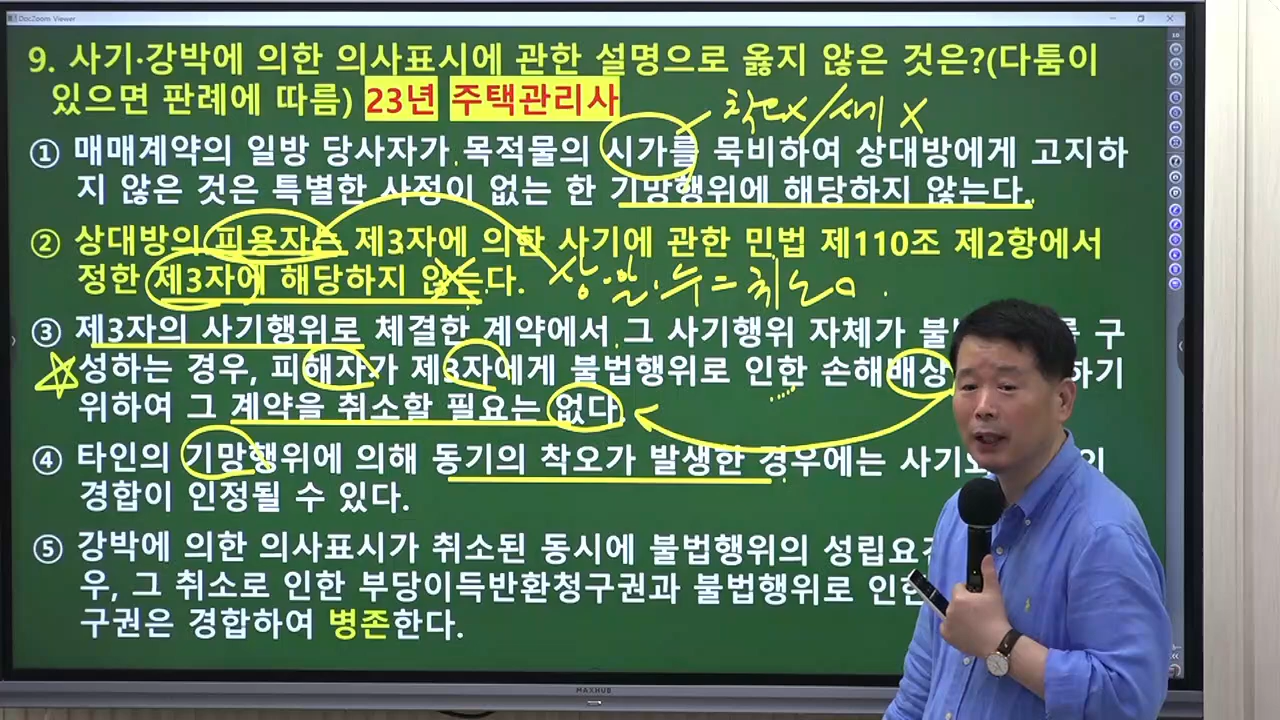 DocZoom Viewer
9. 사기·강박에 의한 의사표시에 관한 설명으로 옳지 않은 것은?(다툼이
있으면 판례에 따름) 23년 주택관리사
① 매매계약의 일방 당사자가 목적물의 시가를 묵비하여 상대방에게 고지하
지 않은 것은 특별한 사정이 없는 한 기망행위에 해당하지 않는다.
② 상대방의 피용자는 제3자에 의한 사기에 관한 민법 제110조 제2항에서
정한 제3자에 해당하지 않는다.
③ 제3자의 사기행위로 체결한 계약에서 그 사기행위 자체가 구
성하는 경우, 피해자가 제3자에게 불법행위로 인한 손해배상 하기
위하여 그 계약을 취소할 필요는 없다
④ 타인의 기망행위에 의해 동기의 착오가 발생한 경우에는
경합이 인정될 수 있다.
⑤ 강박에 의한 의사표시가 취소된 동시에 불법행위의
우, 그 취소로 인한 부당이득반환청구권과 불법행위로 인한
구권은 경합하여 병존한다.
MAXHUB